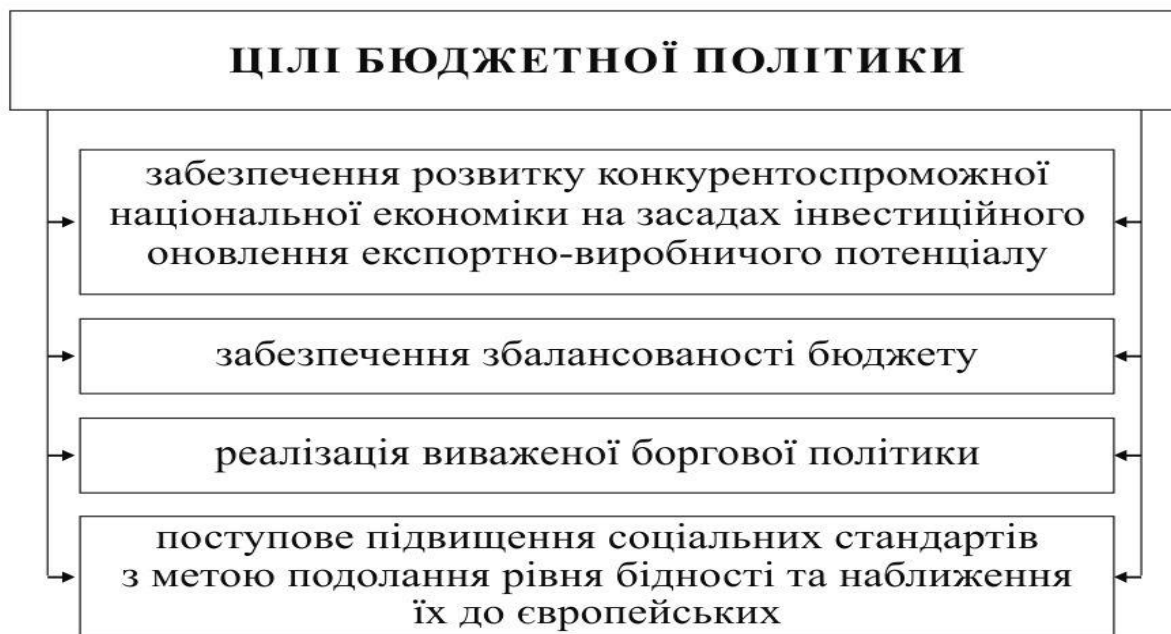 ЦІЛІ БЮДЖЕТНОЇ ПОЛІТИКИ
забезпечення розвитку конкурентоспроможної
національної економіки на засадах інвестиційного
оновлення експортно-виробничого потенціалу
забезпечення збалансованості бюджету
реалізація виваженої боргової політики
поступове підвищення соціальних стандартів
з метою подолання рівня бідності та наближення
їх до європейських